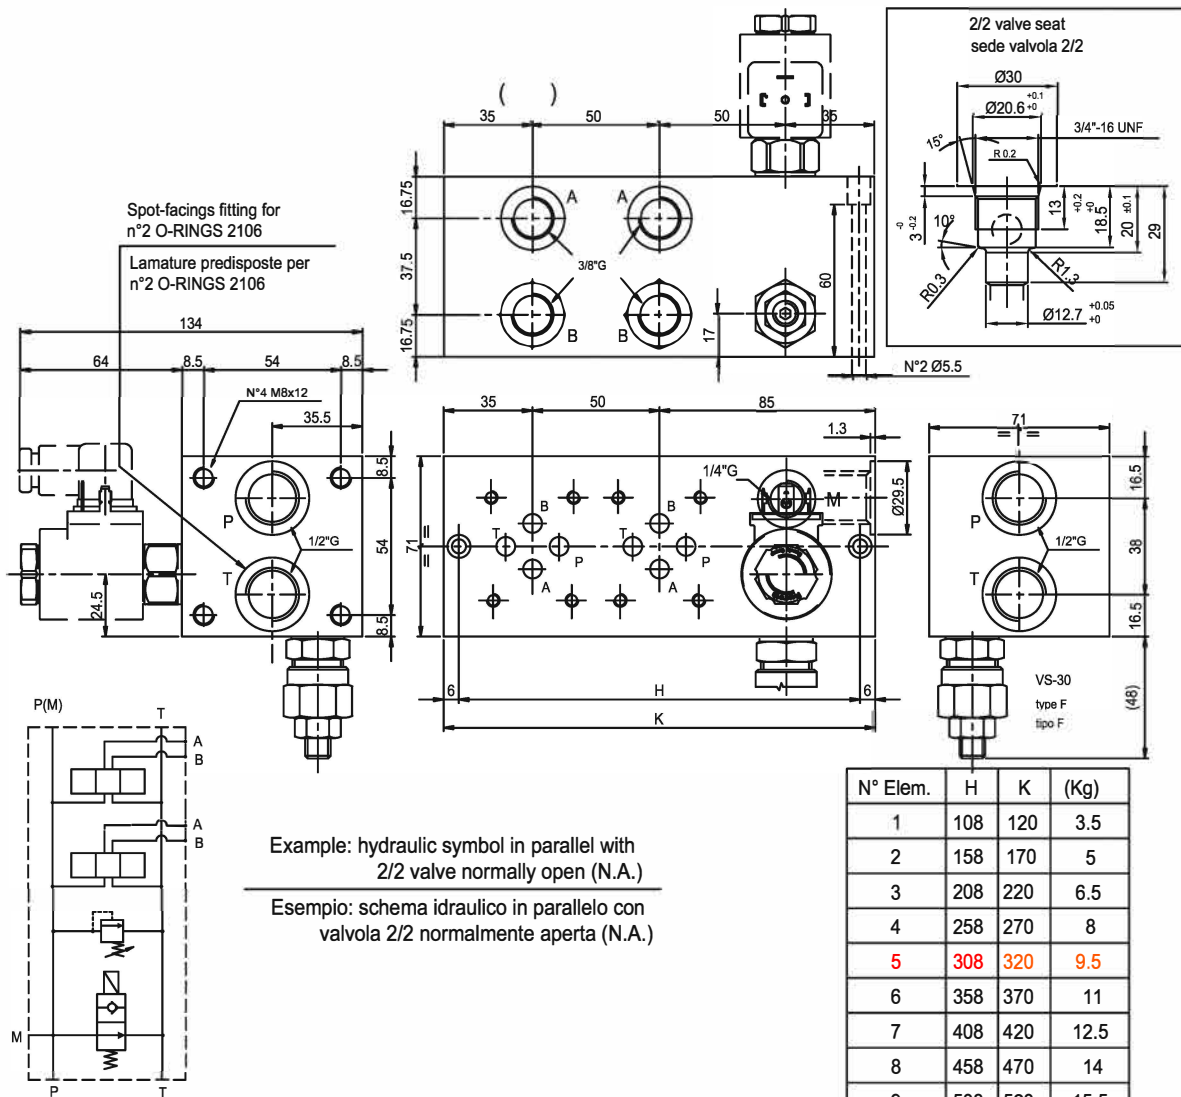 2/2 valve seat
sede valvola 2/2
Ø30
Ø20.6 +0.1 +0
3/4"-16 UNF
15°
R 0.2
3 -0 -0.2
10°
13
18.5 +0.2 +0
20 ±0.1
29
R0.3
R1.3
Ø12.7 +0.05 +0
( )
35 50 50 35
16.75
37.5
16.75
A A
3/8"G
B B
60
17
N°2 Ø5.5
Spot-facings fitting for
n°2 O-RINGS 2106
Lamature predisposte per
n°2 O-RINGS 2106
134
64 8.5 54 8.5
N°4 M8x12
35.5
8.5
P
1/2"G
54
T
24.5
8.5
35 50 85
1.3
1/4"G
M
Ø29.5
71
=
=
B B
T T
P P
A A
6 H 6
K
71
= =
16.5
P
1/2"G
38
T
16.5
VS-30
type F
tipo F
(48)
P(M)
T
A
B
A
B
M
P T
Example: hydraulic symbol in parallel with
2/2 valve normally open (N.A.)
Esempio: schema idraulico in parallelo con
valvola 2/2 normalmente aperta (N.A.)
N° Elem. H K (Kg)
1 108 120 3.5
2 158 170 5
3 208 220 6.5
4 258 270 8
5 308 320 9.5
6 358 370 11
7 408 420 12.5
8 458 470 14